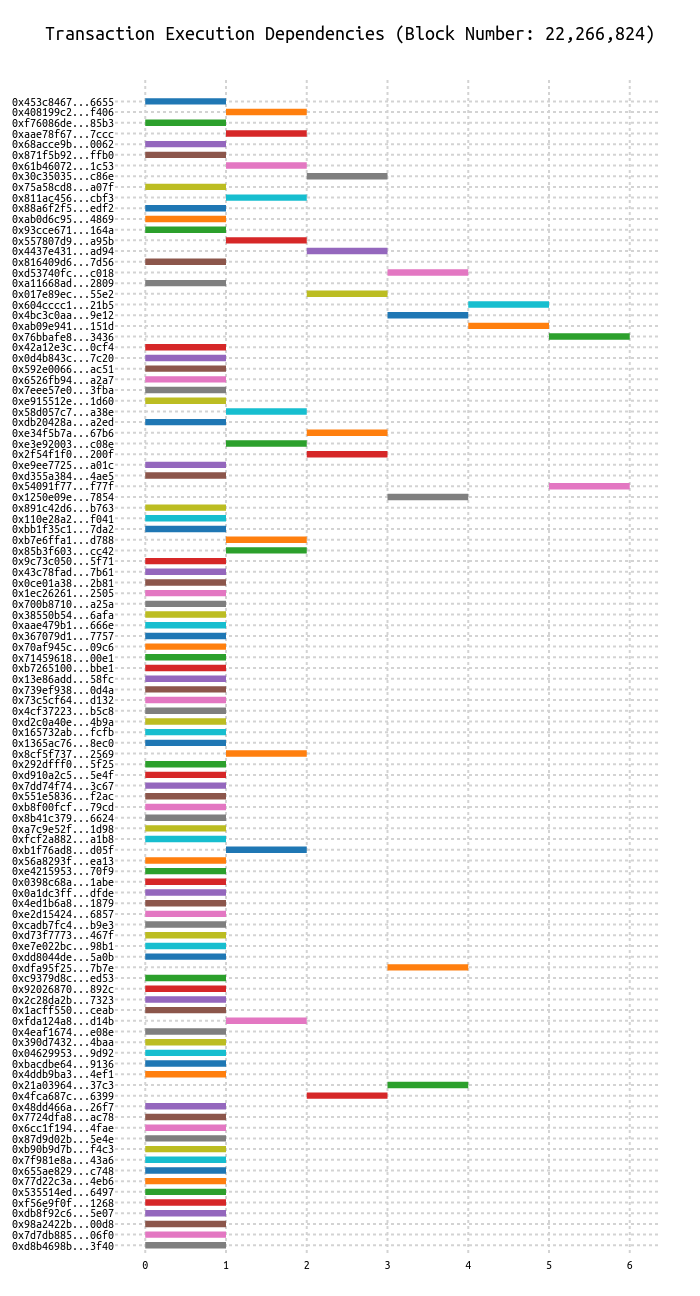 Transaction Execution Dependencies (Block Number: 22,266,824)
0x453c8467...6655
0x408199c2...f406
0xf76086de...85b3
0xaae78f67...7ccc
0x68acce9b...0062
0x871f5b92...ffb0
0x61b46072...1c53
0x30c35035...c86e
0x75a58cd8...a07f
0x811ac456...cbf3
0x88a6f2f5...edf2
0xab0d6c95...4869
0x93cce671...164a
0x557807d9...a95b
0x4437e431...ad94
0x816409d6...7d56
0xd53740fc...c018
0xa11668ad...2809
0x017e89ec...55e2
0x604cccc1...21b5
0x4bc3c0aa...9e12
0xab09e941...151d
0x76bbafe8...3436
0x42a12e3c...0cf4
0x0d4b843c...7c20
0x592e0066...ac51
0x6526fb94...a2a7
0x7eee57e0...3fba
0xe915512e...1d60
0x58d057c7...a38e
0xdb20428a...a2ed
0xe34f5b7a...67b6
0xe3e92003...c08e
0x2f54f1f0...200f
0xe9ee7725...a01c
0xd355a384...4ae5
0x54091f77...f77f
0x1250e09e...7854
0x891c42d6...b763
0x110e28a2...f041
0xbb1f35c1...7da2
0xb7e6ffa1...d788
0x85b3f603...cc42
0x9c73c050...5f71
0x43c78fad...7b61
0x0ce01a38...2b81
0x1ec26261...2505
0x700b8710...a25a
0x38550b54...6afa
0xaae479b1...666e
0x367079d1...7757
0x70af945c...09c6
0x71459618...00e1
0xb7265100...bbe1
0x13e86add...58fc
0x739ef938...0d4a
0x73c5cf64...d132
0x4cf37223...b5c8
0xd2c0a40e...4b9a
0x165732ab...fcfb
0x1365ac76...8ec0
0x8cf5f737...2569
0x292dfff0...5f25
0xd910a2c5...5e4f
0x7dd74f74...3c67
0x551e5836...f2ac
0xb8f00fcf...79cd
0x8b41c379...6624
0xa7c9e52f...1d98
0xfcf2a882...a1b8
0xb1f76ad8...d05f
0x56a8293f...ea13
0xe4215953...70f9
0x0398c68a...1abe
0x0a1dc3ff...dfde
0x4ed1b6a8...1879
0xe2d15424...6857
0xcadb7fc4...b9e3
0xd73f7773...467f
0xe7e022bc...98b1
0xdd8044de...5a0b
0xdfa95f25...7b7e
0xc9379d8c...ed53
0x92026870...892c
0x2c28da2b...7323
0x1acff550...ceab
0xfda124a8...d14b
0x4eaf1674...e08e
0x390d7432...4baa
0x04629953...9d92
0xbacdbe64...9136
0x4ddb9ba3...4ef1
0x21a03964...37c3
0x4fca687c...6399
0x48dd466a...26f7
0x7724dfa8...ac78
0x6cc1f194...4fae
0x87d9d02b...5e4e
0xb90b9d7b...f4c3
0x7f981e8a...43a6
0x655ae829...c748
0x77d22c3a...4eb6
0x535514ed...6497
0xf56e9f0f...1268
0xdb8f92c6...5e07
0x98a2422b...00d8
0x7d7db885...06f0
0xd8b4698b...3f40
0 1 2 3 4 5 6